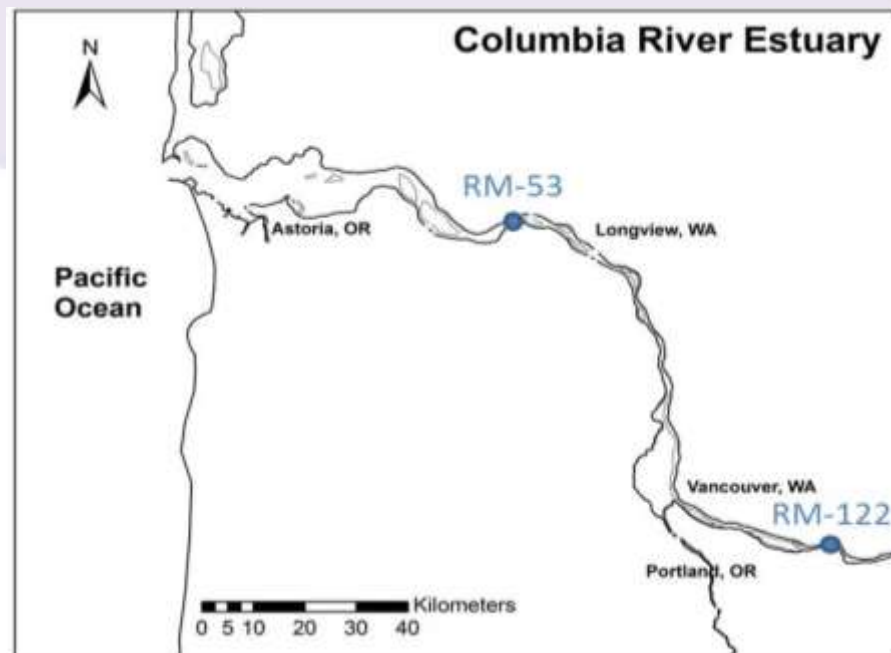 Columbia River Estuary
N
RM-53
Astoria, OR
Longview, WA
Pacific
Ocean
Vancouver, WA
RM-122
Portland, OR
Kilometers
0 5 10 20 30 40